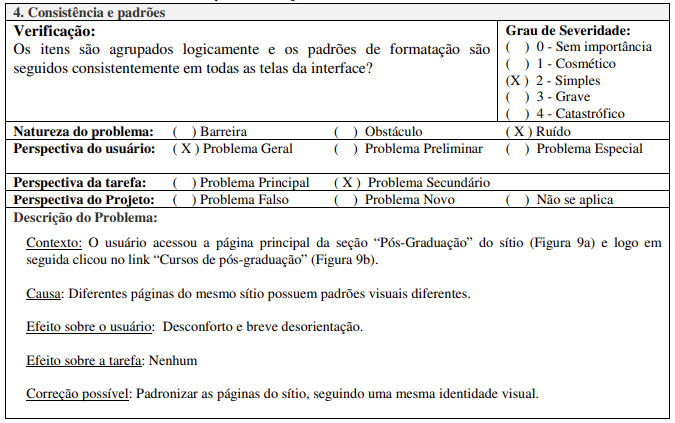 4. Consistência e padrões
Verificação:
Os itens são agrupados logicamente e os padrões de formatação são
seguidos consistentemente em todas as telas da interface?
Grau de Severidade:
(    ) 0 - Sem importância
(    ) 1 - Cosmético
(X ) 2 - Simples
(    ) 3 - Grave
(    ) 4 - Catastrófico
Natureza do problema: (    ) Barreira (    ) Obstáculo ( X ) Ruído
Perspectiva do usuário: ( X ) Problema Geral (    ) Problema Preliminar (    ) Problema Especial
Perspectiva da tarefa: (    ) Problema Principal ( X ) Problema Secundário
Perspectiva do Projeto: (    ) Problema Falso (    ) Problema Novo (    ) Não se aplica
Descrição do Problema:
Contexto: O usuário acessou a página principal da seção “Pós-Graduação” do sítio (Figura 9a) e logo em
seguida clicou no link “Cursos de pós-graduação” (Figura 9b).
Causa: Diferentes páginas do mesmo sítio possuem padrões visuais diferentes.
Efeito sobre o usuário: Desconforto e breve desorientação.
Efeito sobre a tarefa: Nenhum
Correção possível: Padronizar as páginas do sítio, seguindo uma mesma identidade visual.